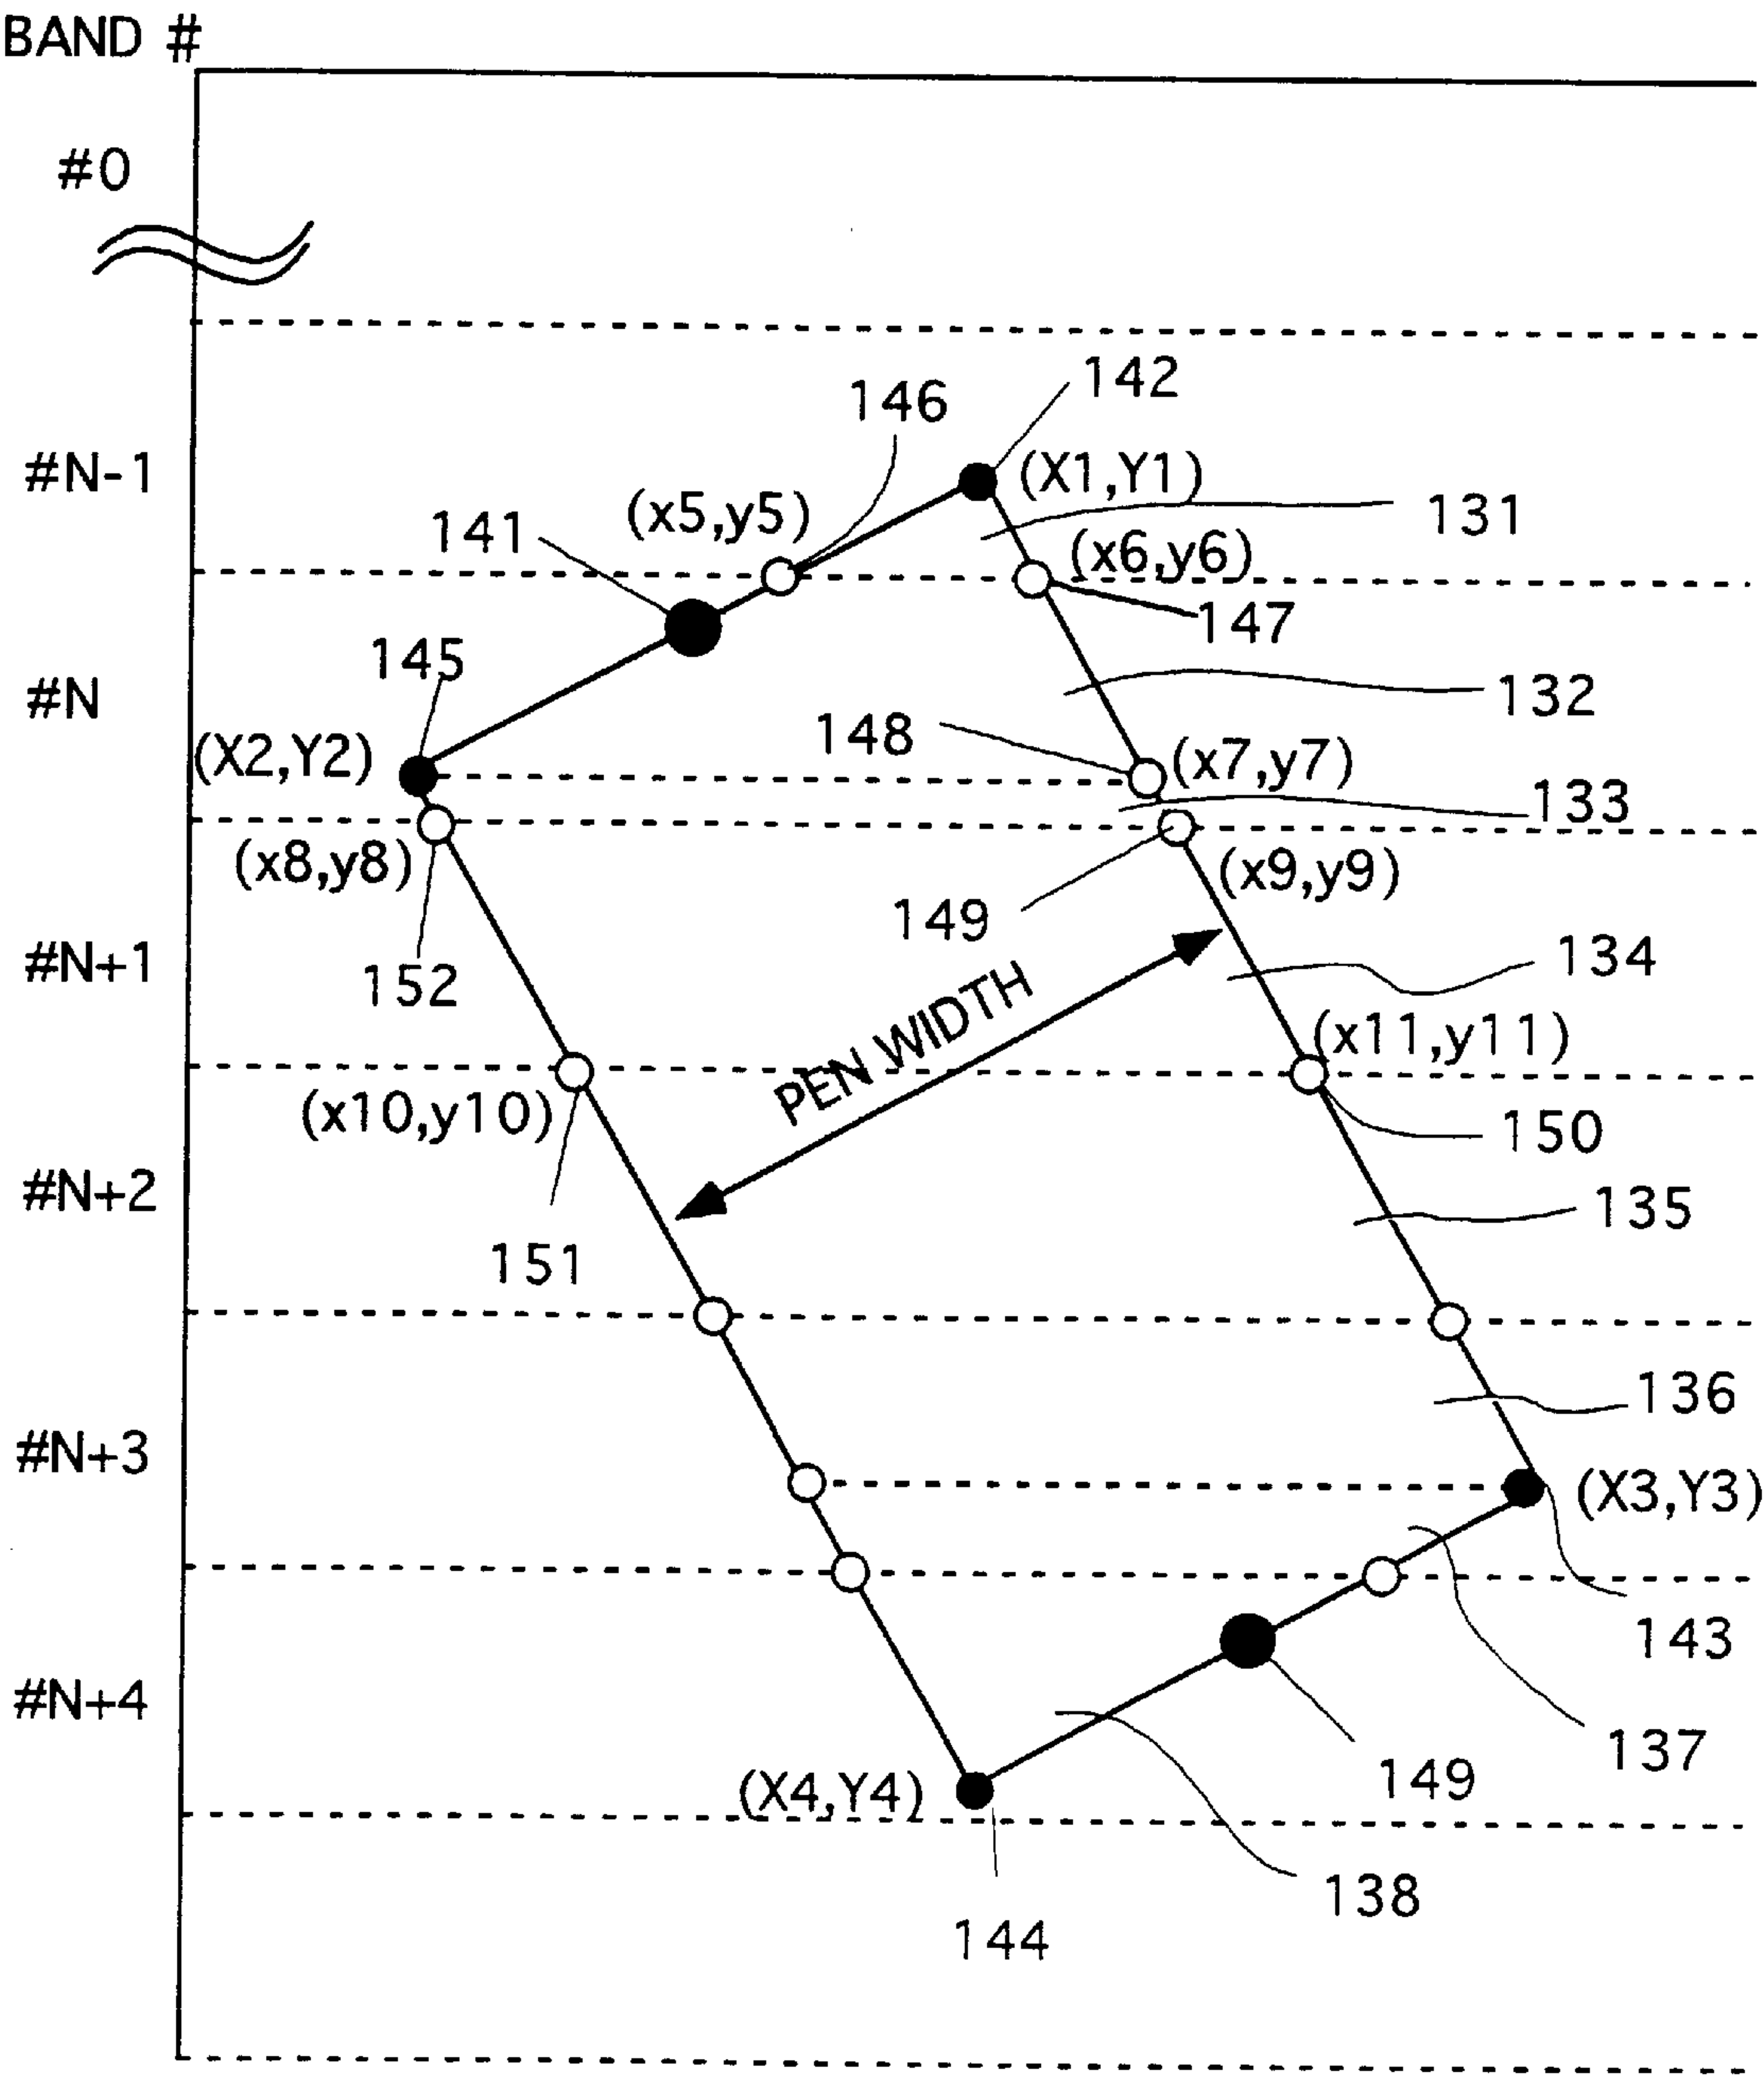 BAND #
#0
142
146
#N-1
(X1,Y1)
(x5,y5)
131
141
(x6,y6)
147
145
#N
132
148
(X2,Y2)
(x7,y7)
133
(x8,y8)
(x9,y9)
149
#N+1
134
152
PEN WIDTH
(x11,y11)
(x10,y10)
150
#N+2
135
151
136
#N+3
(X3,Y3)
143
#N+4
137
149
(X4,Y4)
138
144